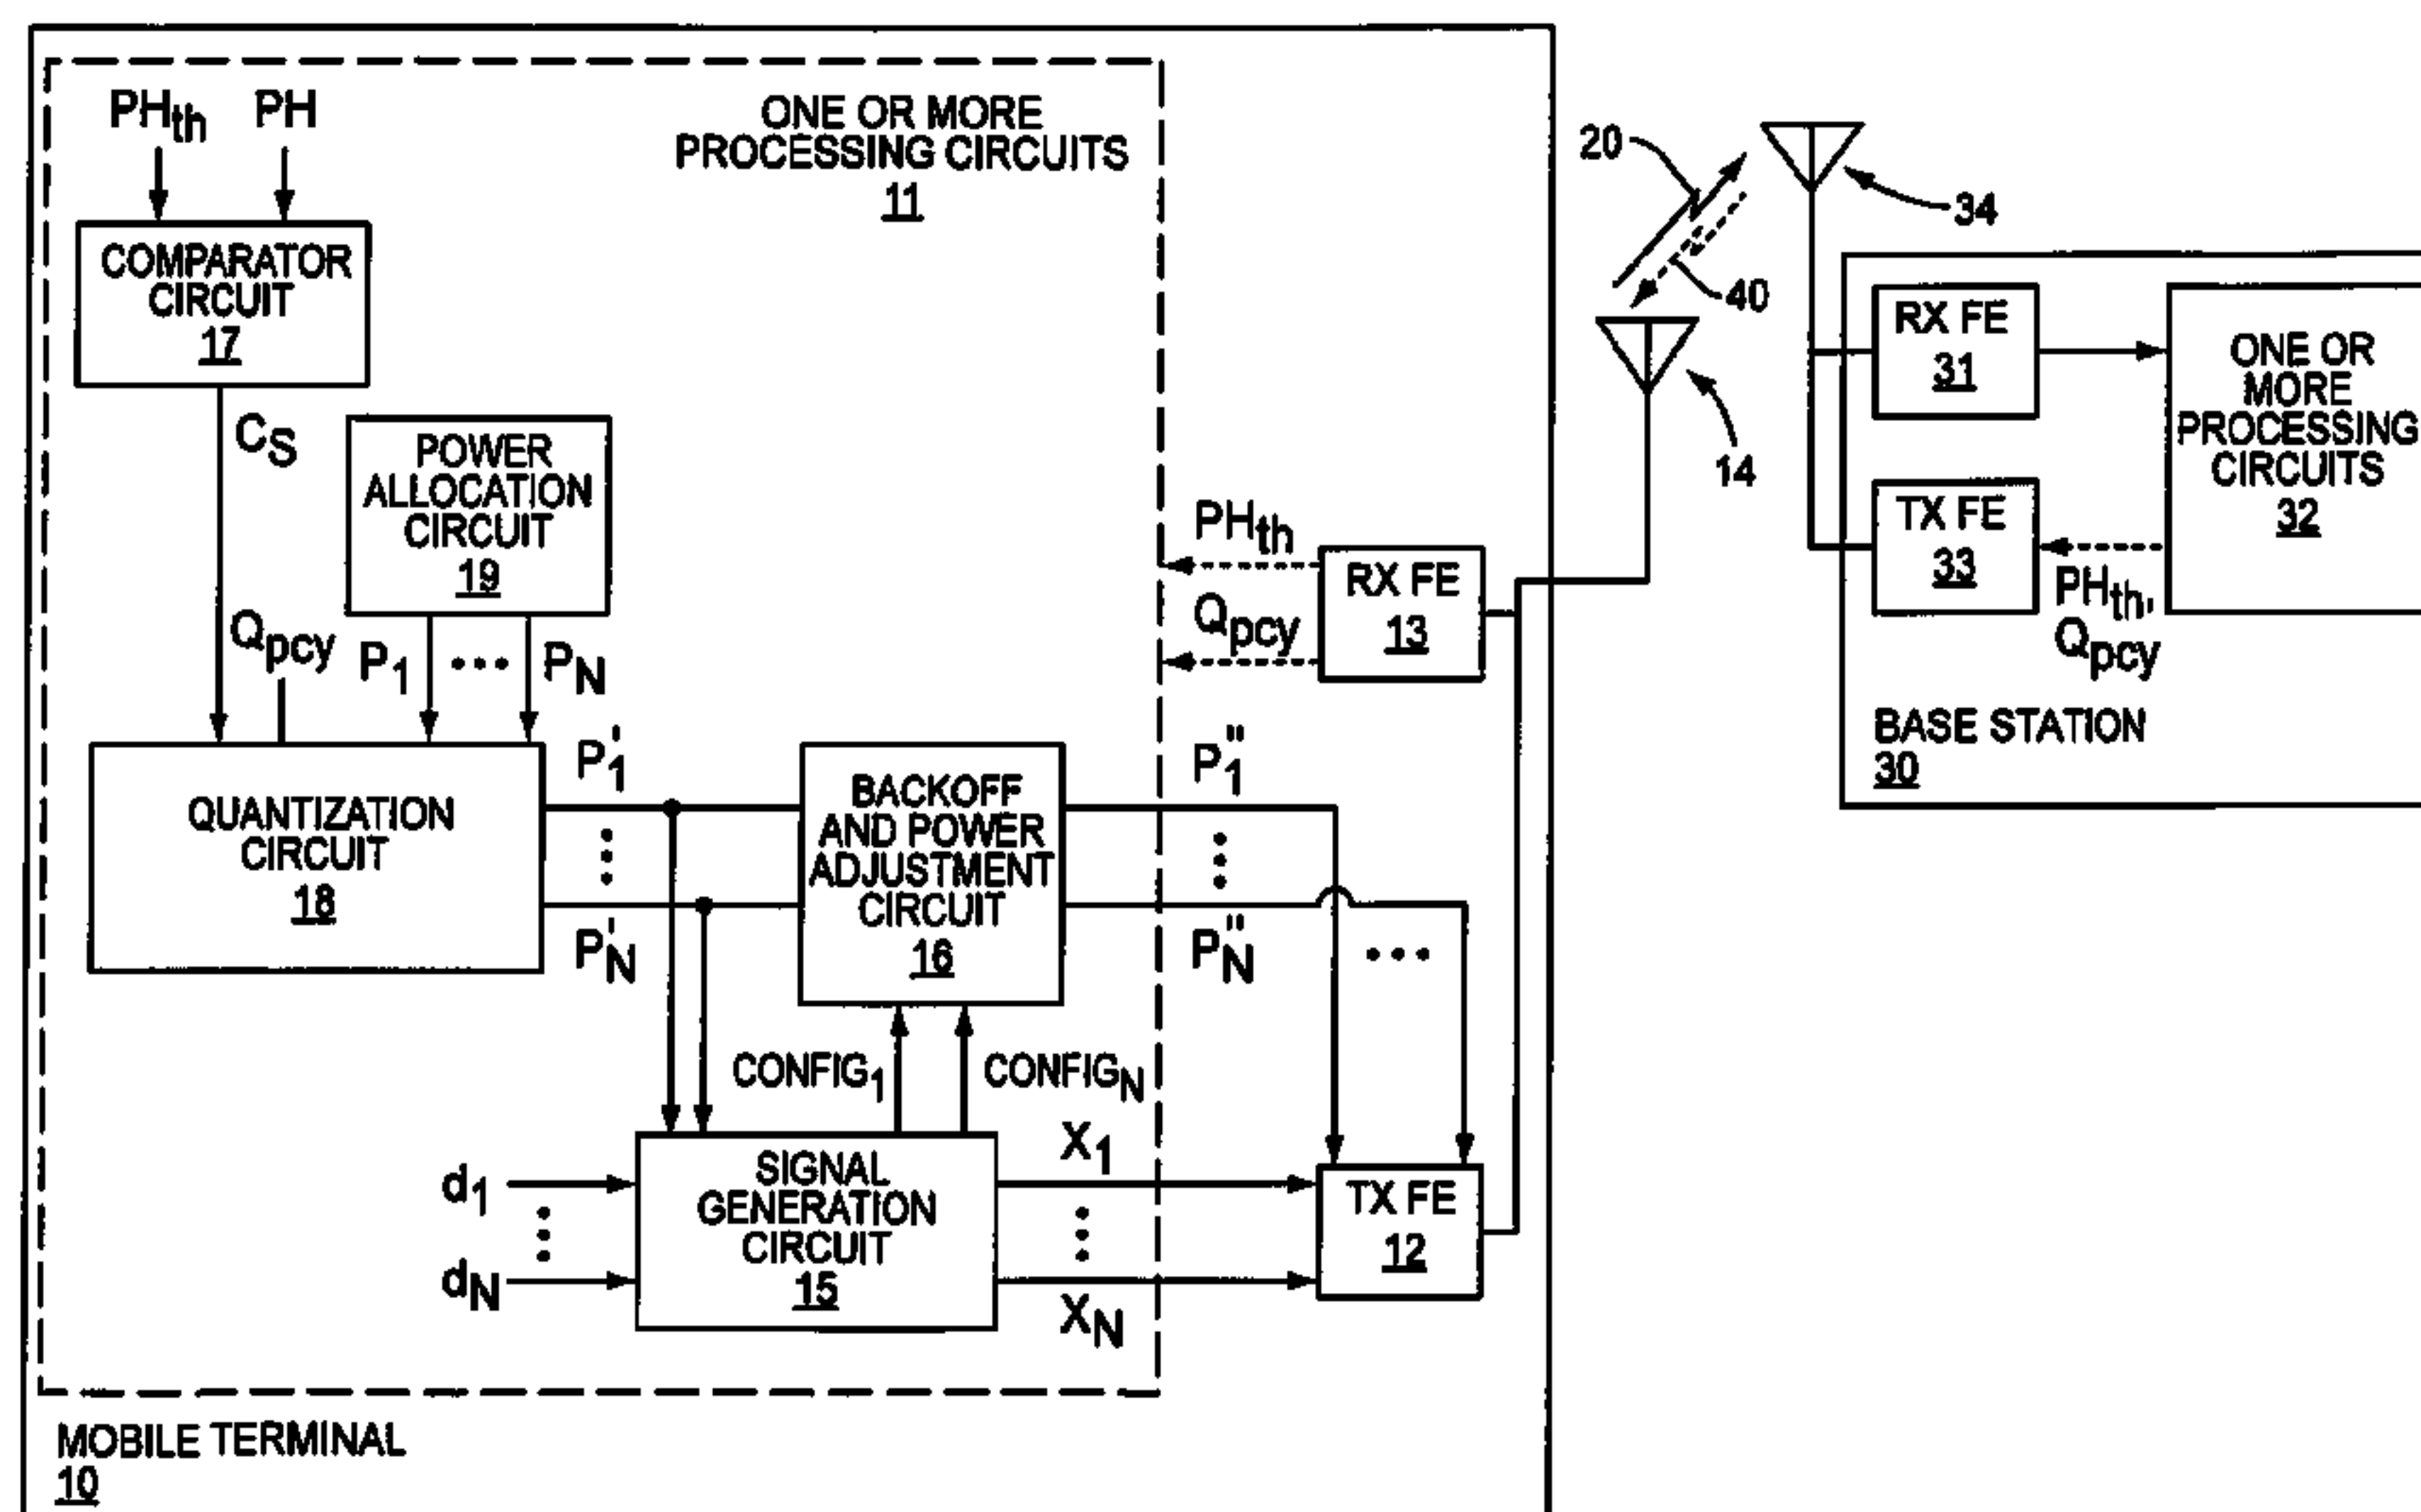 PHth PH
ONE OR MORE
PROCESSING CIRCUITS
11
COMPARATOR
CIRCUIT
17
CS
POWER
ALLOCATION
CIRCUIT
19
Qpcy
P1 ••• PN
QUANTIZATION
CIRCUIT
18
P'1
P'N
BACKOFF
AND POWER
ADJUSTMENT
CIRCUIT
16
P"1
P"N
CONFIG1
CONFIGN
d1
dN
SIGNAL
GENERATION
CIRCUIT
15
X1
XN
TX FE
12
PHth
Qpcy
RX FE
13
14
20
40
34
RX FE
31
TX FE
33
ONE OR
MORE
PROCESSING
CIRCUITS
32
PHth,
Qpcy
BASE STATION
30
MOBILE TERMINAL
10